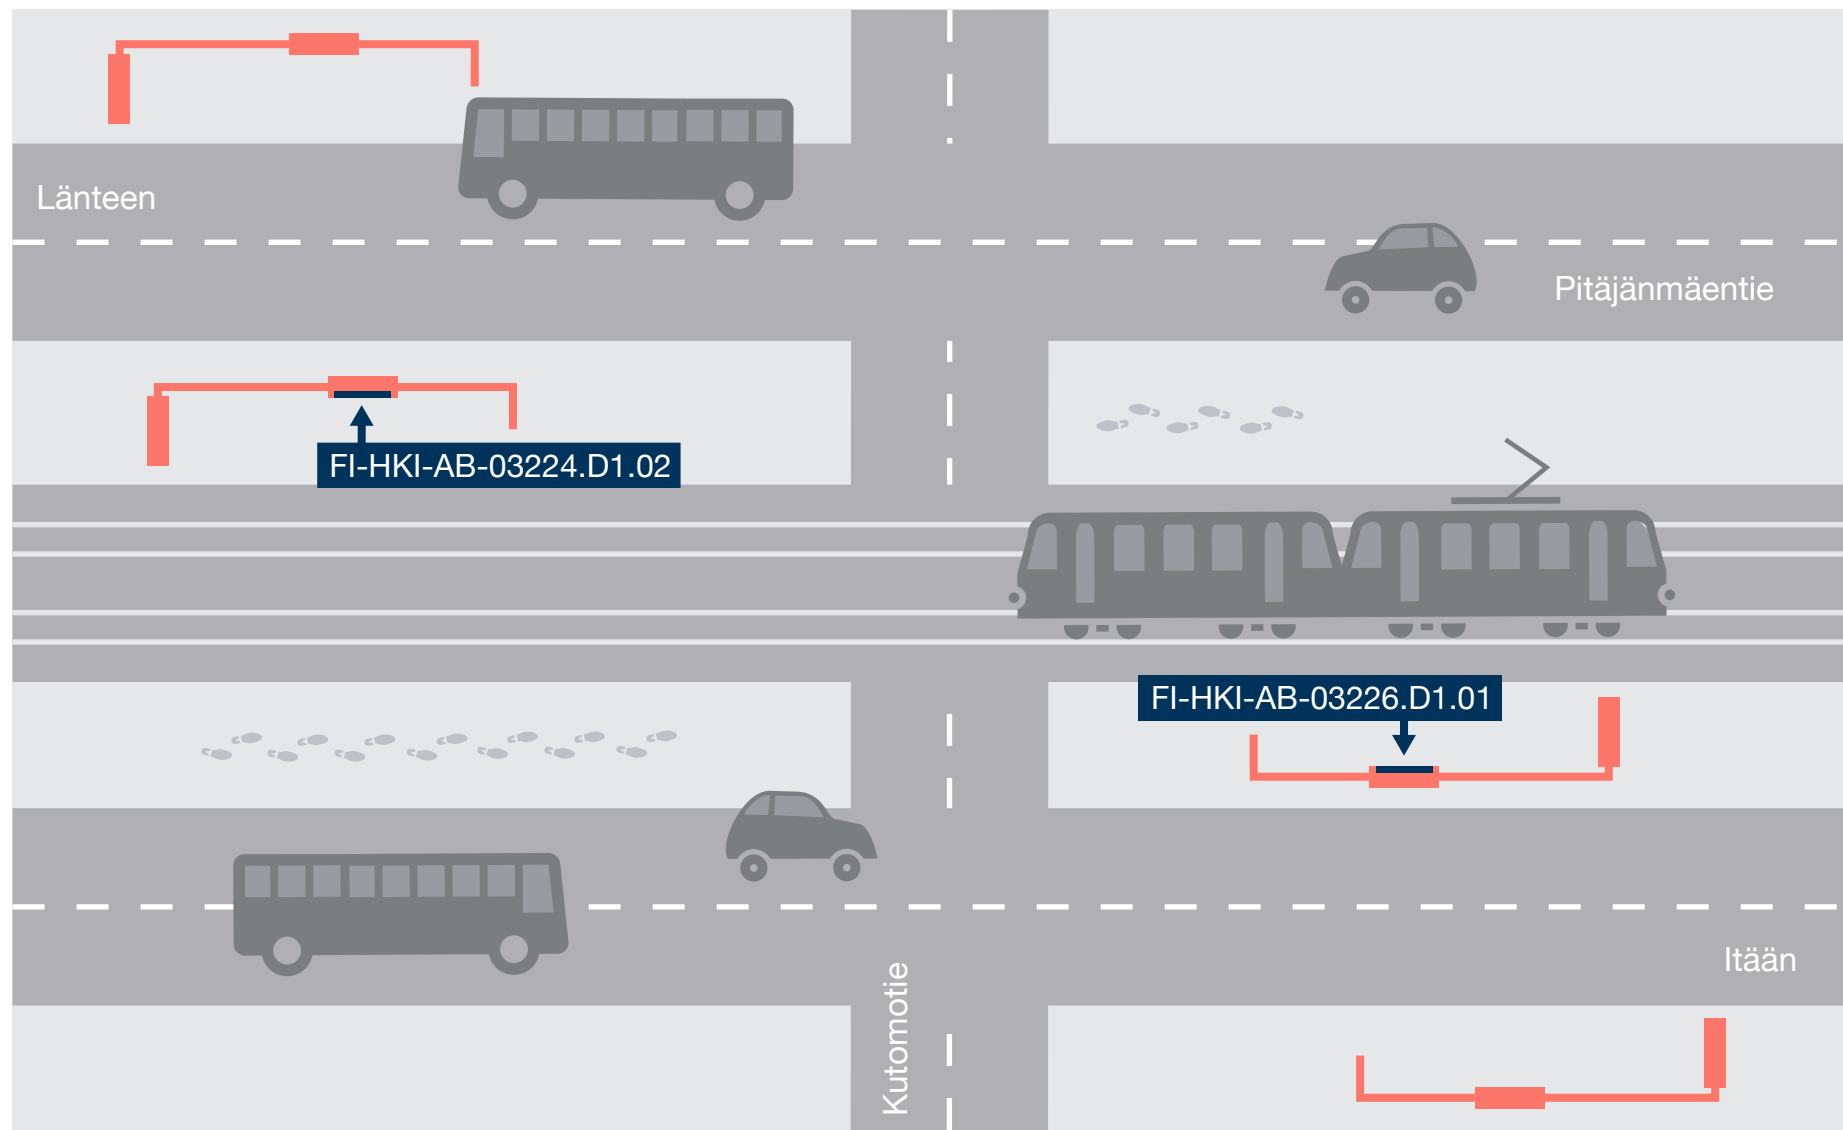 Länteen
Pitäjänmäentie
FI-HKI-AB-03224.D1.02
FI-HKI-AB-03226.D1.01
Itään
Kutomotie